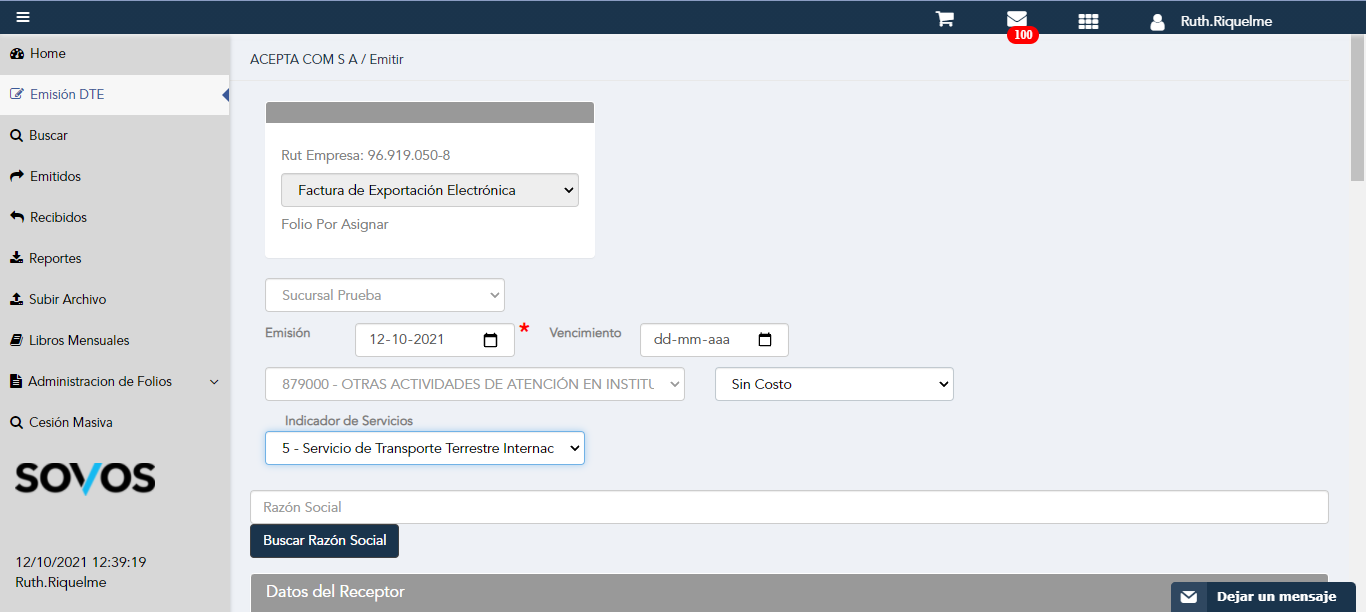 100
Ruth.Riquelme
Home
Emisión DTE
Buscar
Emitidos
Recibidos
Reportes
Subir Archivo
Libros Mensuales
Administracion de Folios
Cesión Masiva
SOVOS
12/10/2021 12:39:19
Ruth.Riquelme
ACEPTA COM S A / Emitir
Rut Empresa: 96.919.050-8
Factura de Exportación Electrónica
Folio Por Asignar
Sucursal Prueba
Emisión 12-10-2021 * Vencimiento dd-mm-aaa
879000 - OTRAS ACTIVIDADES DE ATENCIÓN EN INSTITU Sin Costo
Indicador de Servicios
5 - Servicio de Transporte Terrestre Internac
Razón Social
Buscar Razón Social
Datos del Receptor
Dejar un mensaje